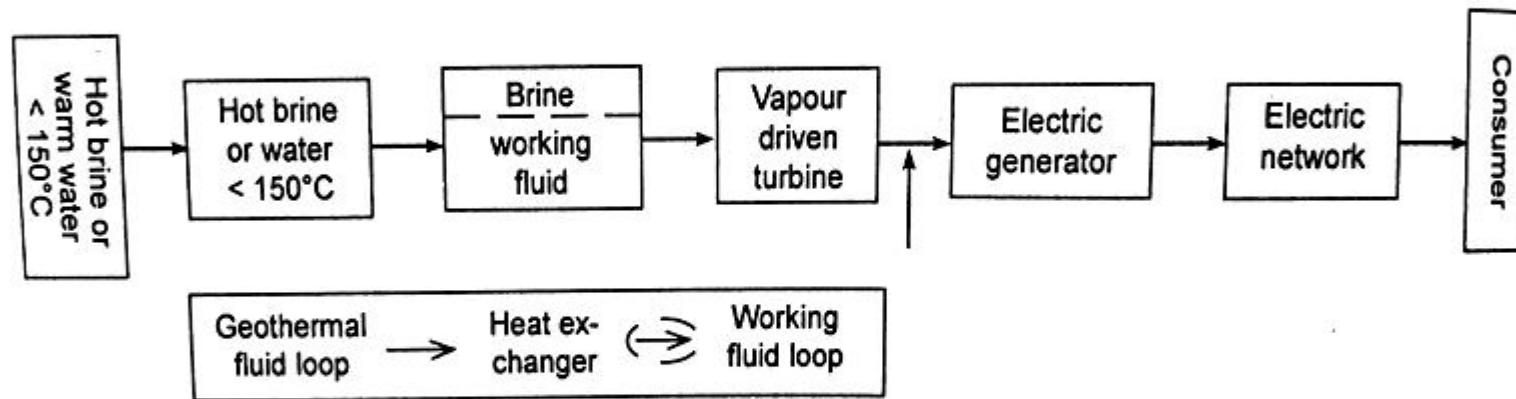 Hot brine or
warm water
< 150°C
Hot brine
or water
< 150°C
Brine
working
fluid
Vapour
driven
turbine
Electric
generator
Electric
network
Consumer
Geothermal
fluid loop
Heat ex-
changer
Working
fluid loop